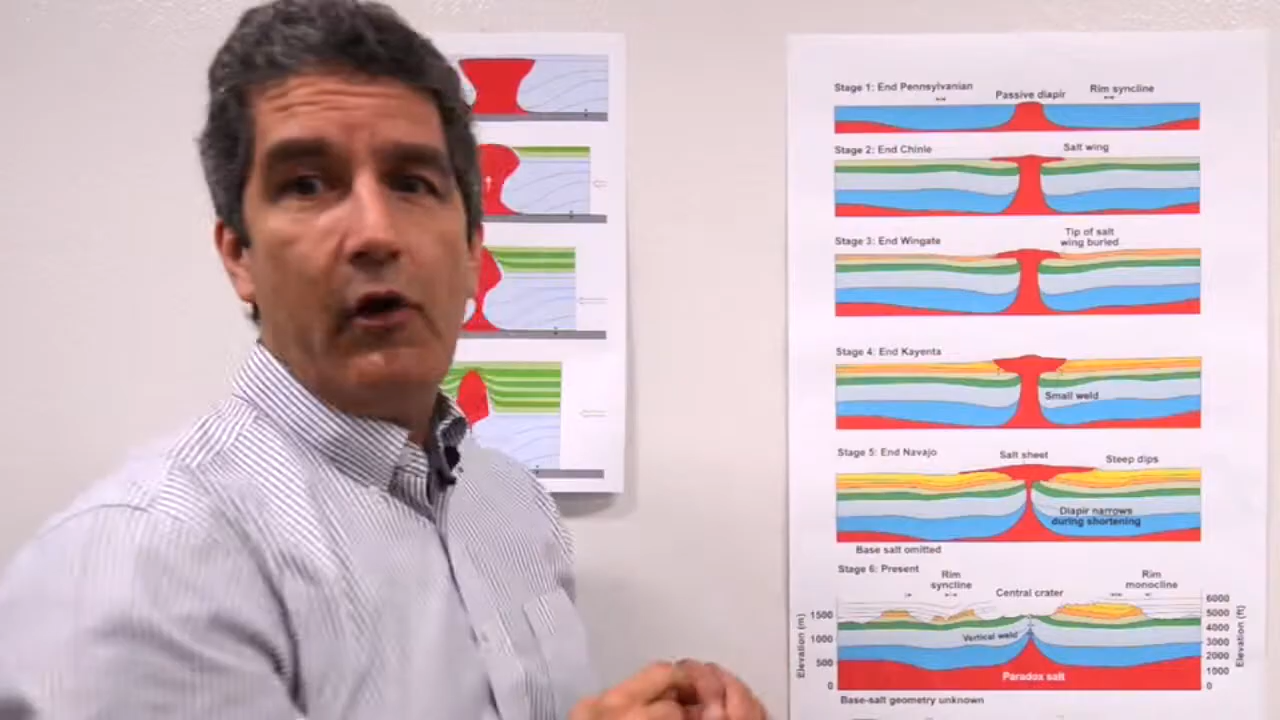 Stage 1: End Pennsylvanian
Passive diapir
Rim syncline
Stage 2: End Chinle
Salt wing
Stage 3: End Wingate
Tip of salt
wing buried
Stage 4: End Kayenta
Small weld
Stage 5: End Navajo
Salt sheet
Steep dips
Diapir narrows
during shortening
Base salt omitted
Stage 6: Present
Rim
syncline
Central crater
Rim
monocline
Elevation (m)
1500
1000
500
0
Vertical weld
Paradox salt
6000
5000
4000
3000
2000
1000
0
Elevation (ft)
Base-salt geometry unknown